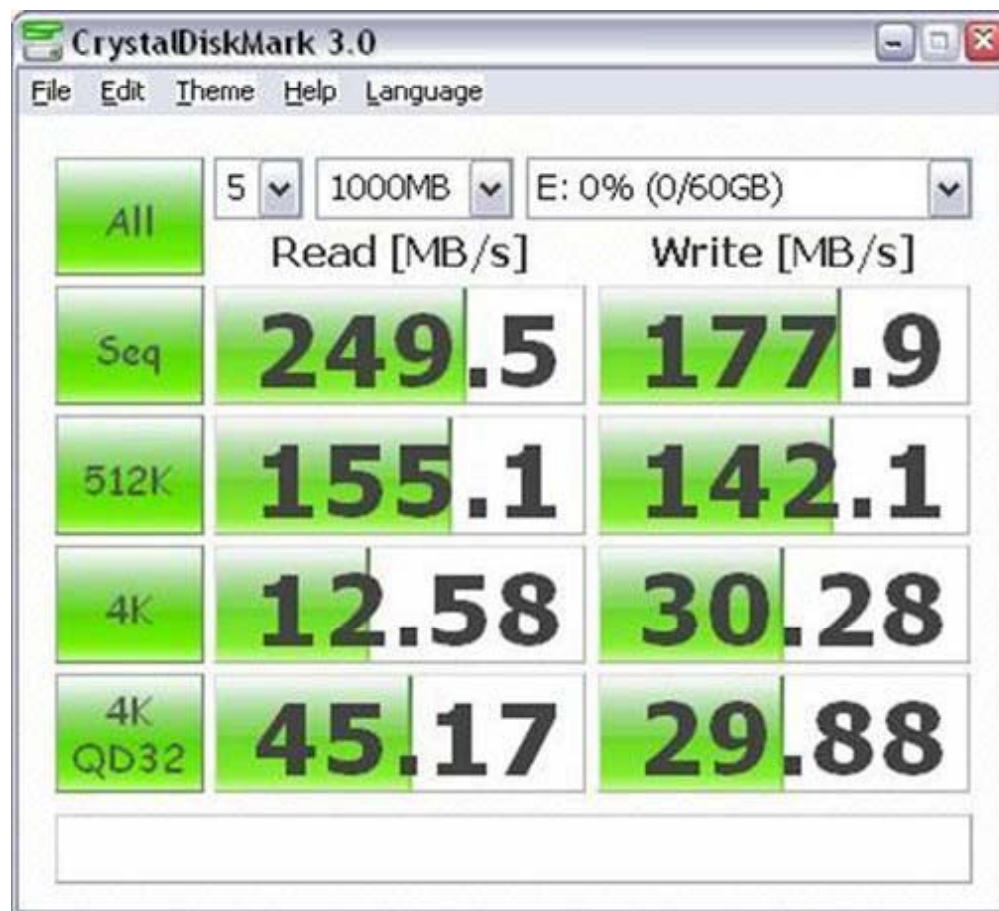 CrystalDiskMark 3.0
File Edit Theme Help Language
All 5 1000MB E: 0% (0/60GB)
Read [MB/s] Write [MB/s]
Seq 249.5 177.9
512K 155.1 142.1
4K 12.58 30.28
4K
QD32 45.17 29.88